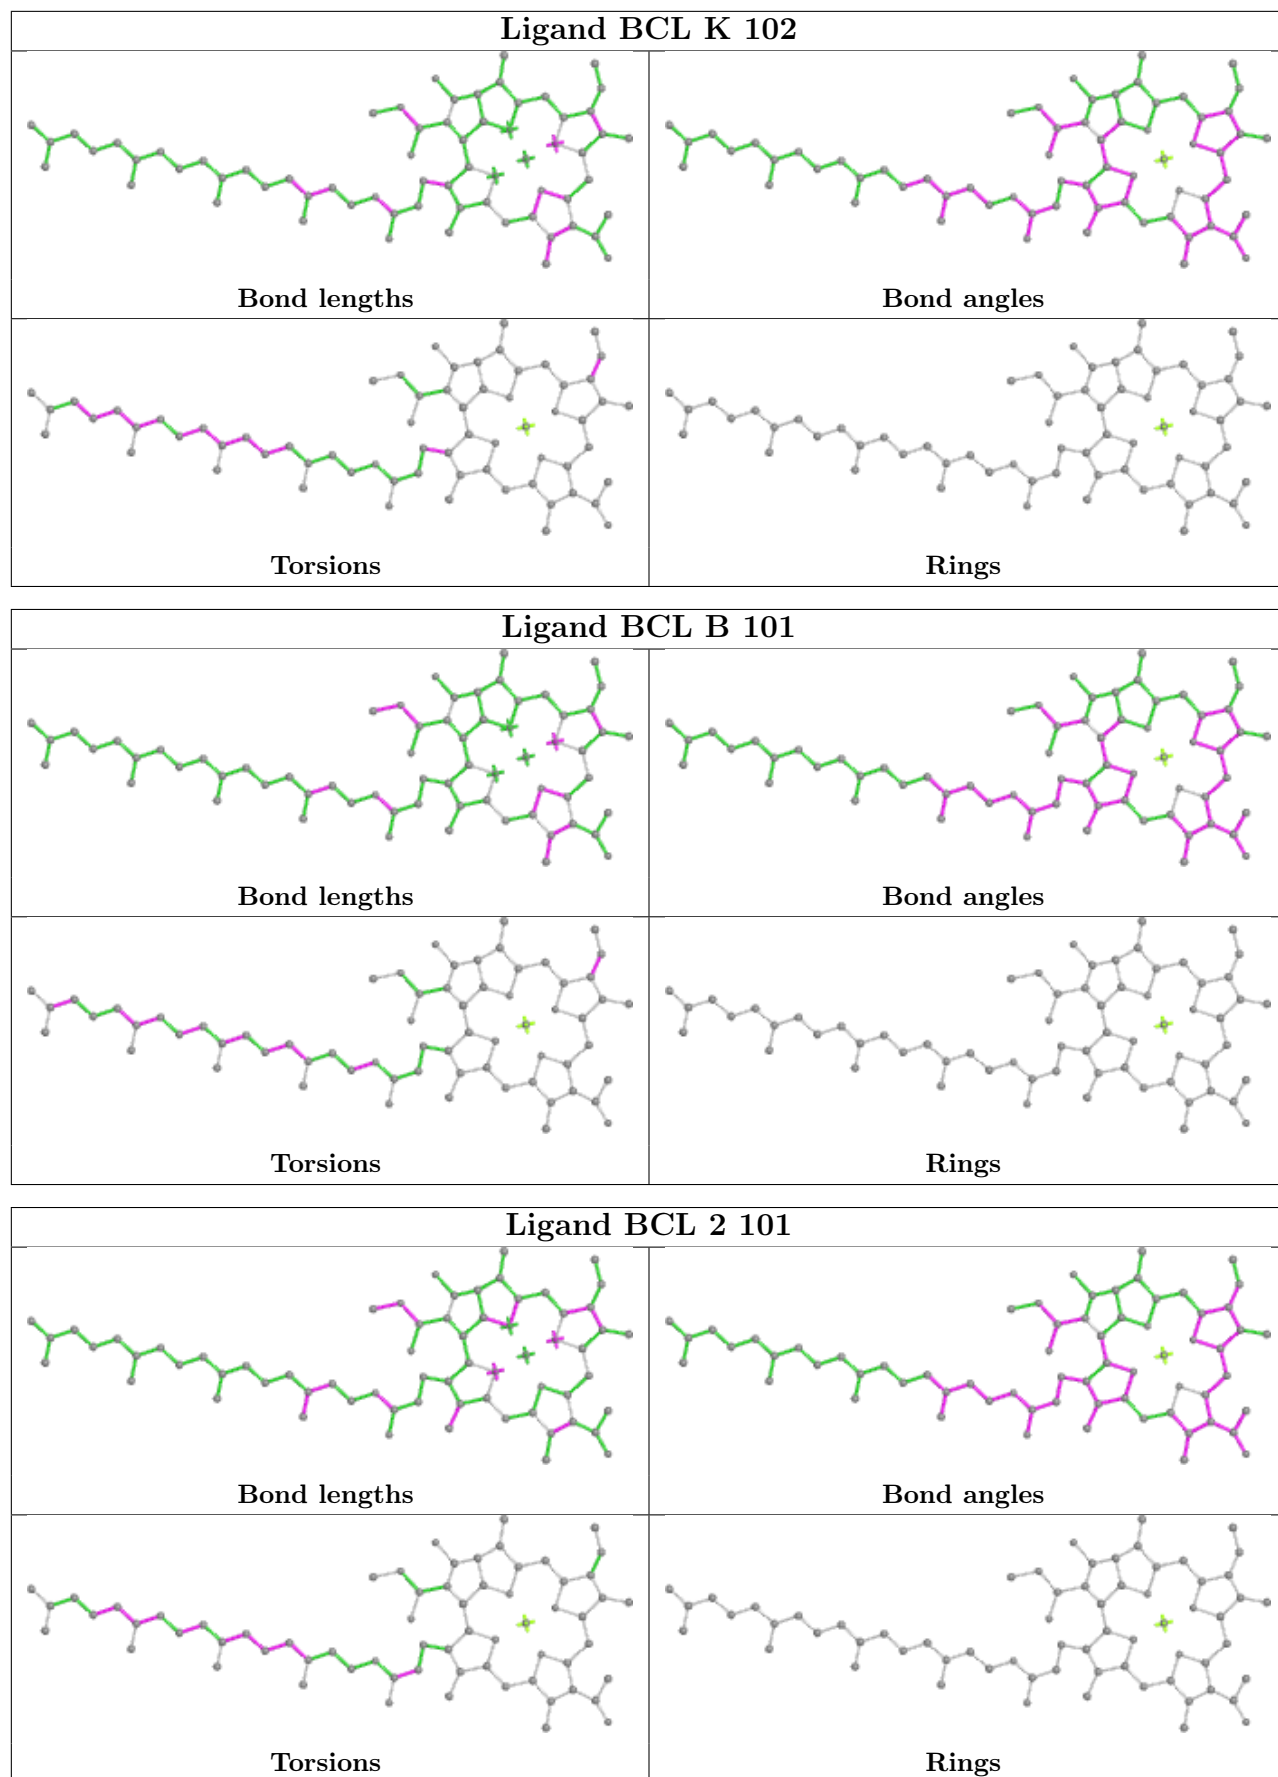 Ligand BCL K 102
Bond lengths
Bond angles
Torsions
Rings
Ligand BCL B 101
Bond lengths
Bond angles
Torsions
Rings
Ligand BCL 2 101
Bond lengths
Bond angles
Torsions
Rings